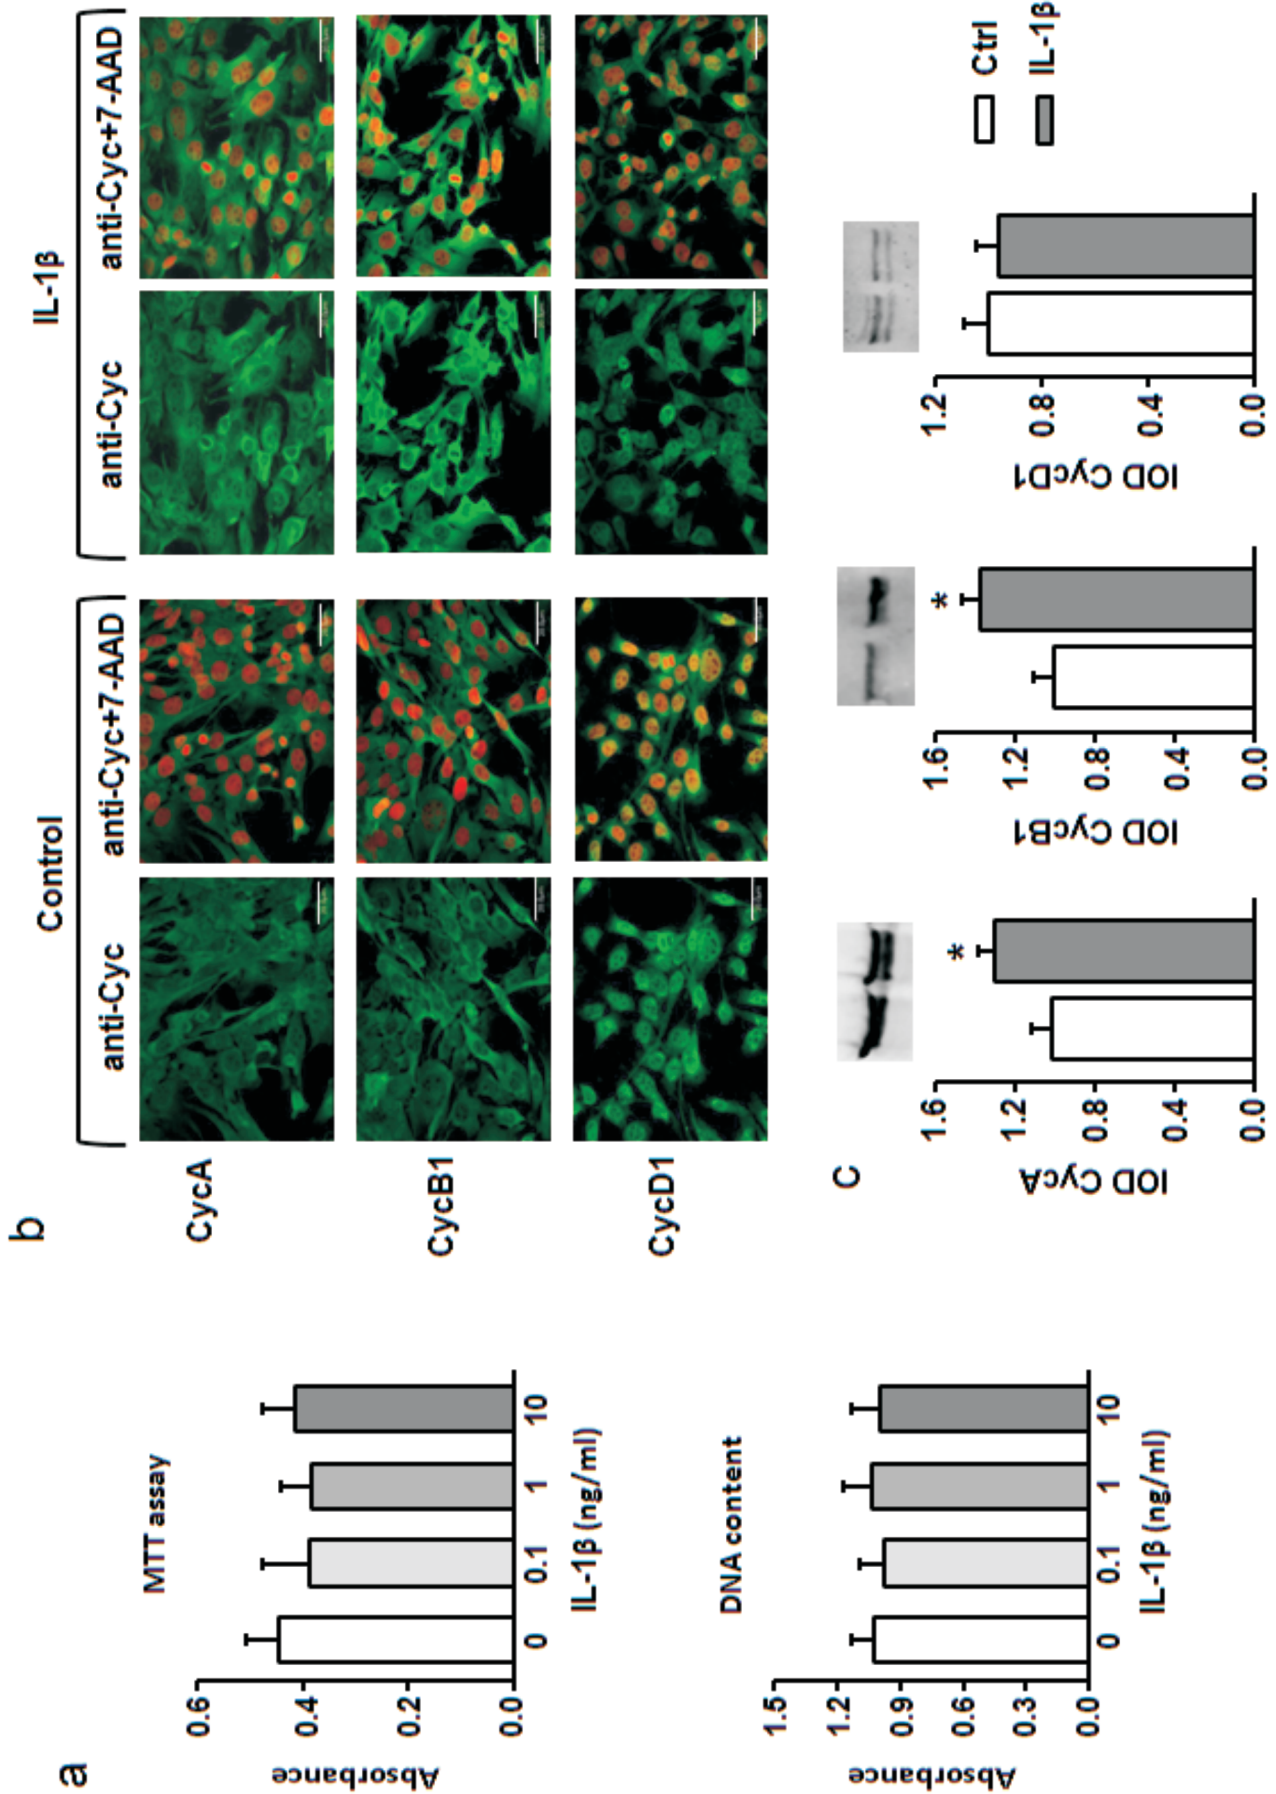 a
MTT assay
Absorbance
0.6
0.4
0.2
0.0
0 0.1 1 10
IL-1β (ng/ml)
DNA content
Absorbance
1.5
1.2
0.9
0.6
0.3
0.0
0 0.1 1 10
IL-1β (ng/ml)
b
Control IL-1β
anti-Cyc anti-Cyc+7-AAD anti-Cyc anti-Cyc+7-AAD
CycA
CycB1
CycD1
C
IOD CycA
1.6
1.2
0.8
0.4
0.0
*
IOD CycB1
1.6
1.2
0.8
0.4
0.0
*
IOD CycD1
1.2
0.8
0.4
0.0
Ctrl
IL-1β